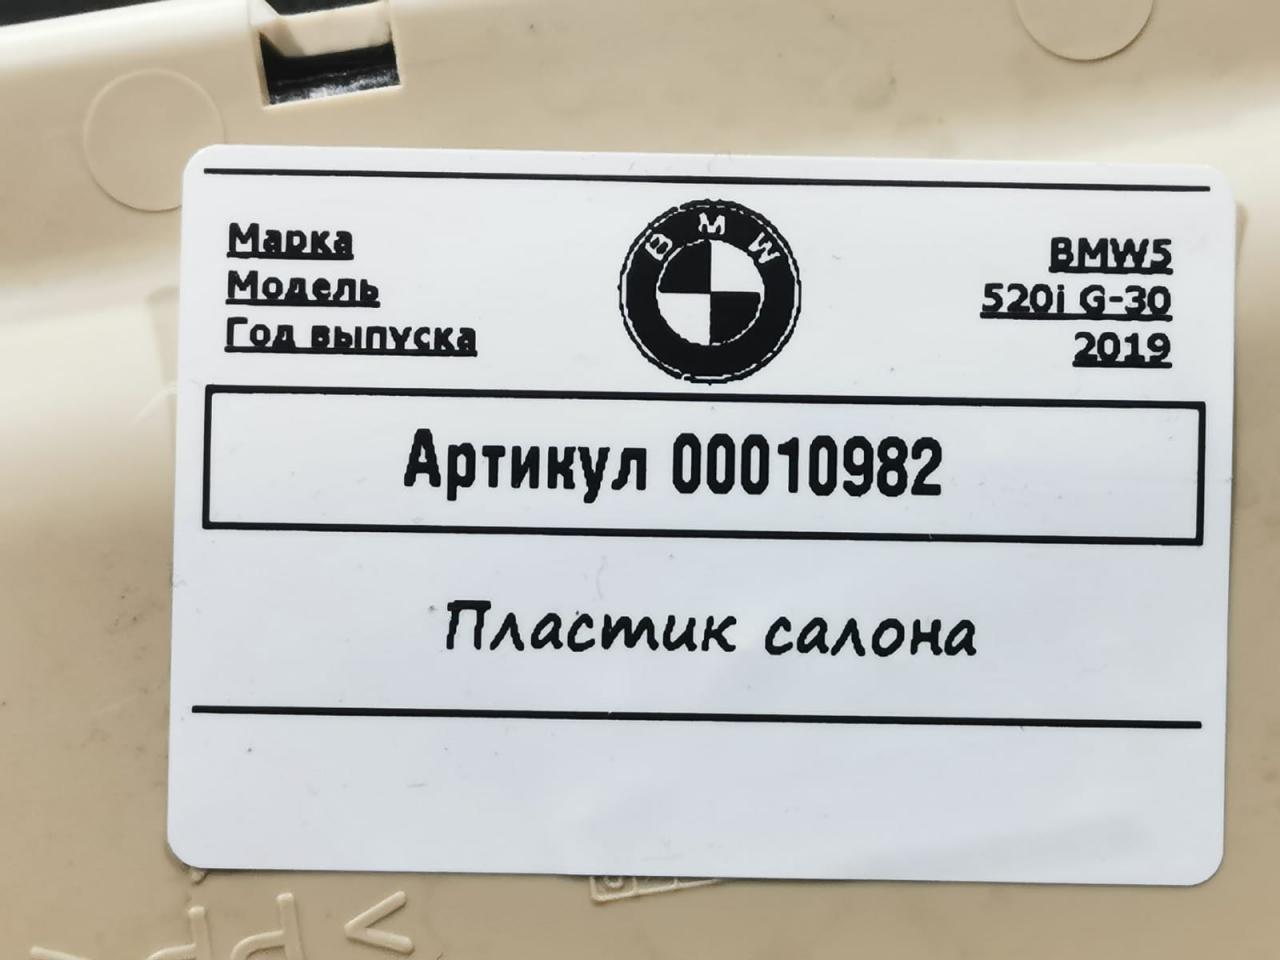 Марка BMW5
BMW
Модель 520i G-30
Год выпуска 2019
Артикул 00010982
Пластик салона